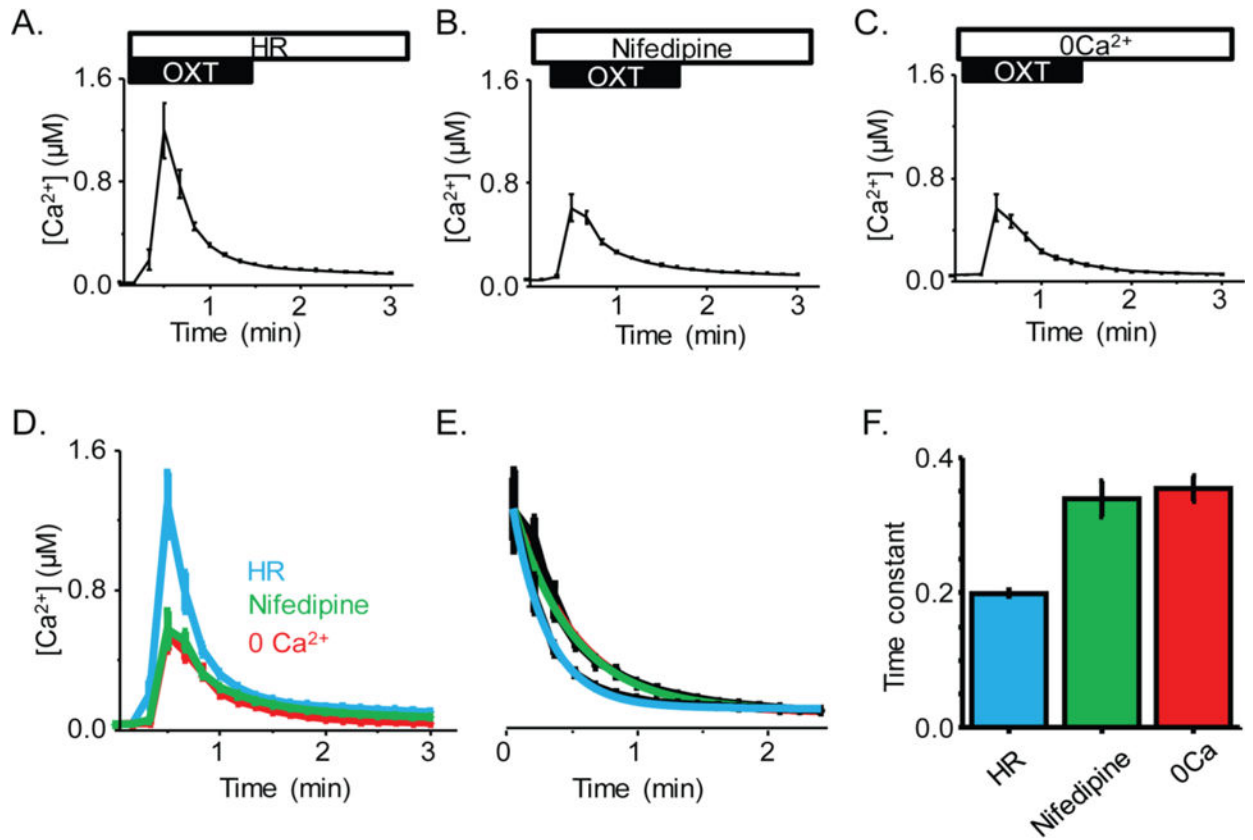 A.
HR
OXT
1.6
0.8
0.0
[Ca²⁺] (µM)
1 2 3
Time (min)
B.
Nifedipine
OXT
1.6
0.8
0.0
[Ca²⁺] (µM)
1 2 3
Time (min)
C.
0Ca²⁺
OXT
1.6
0.8
0.0
[Ca²⁺] (µM)
1 2 3
Time (min)
D.
1.6
0.8
0.0
[Ca²⁺] (µM)
HR
Nifedipine
0 Ca²⁺
1 2 3
Time (min)
E.
0 1 2
Time (min)
F.
0.4
0.2
0.0
Time constant
HR
Nifedipine
0Ca